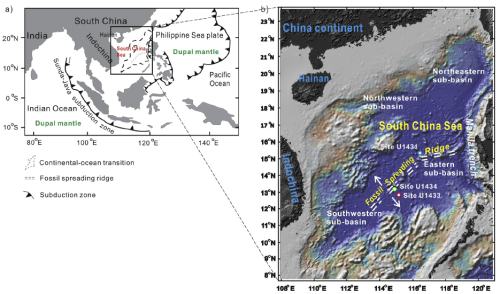 a)
South China
India
Hainan
Indochina
South China
Sea
Philippine Sea plate
Dupal mantle
Pacific
Ocean
Sunda-Java
subduction zone
Indian Ocean
Dupal mantle
20°N
10°N
0°N
10°S
80°E
100°E
120°E
140°E
Continental-ocean transition
Fossil spreading ridge
Subduction zone
b)
23°N
22°N
21°N
20°N
19°N
18°N
17°N
16°N
15°N
14°N
13°N
12°N
11°N
10°N
9°N
8°N
China continent
Hainan
Northeastern
sub-basin
Northwestern
sub-basin
South China Sea
Manila trench
Indochina
Site U1431
Fossil Spreading Ridge
Eastern
sub-basin
Site U1434
Site U1433
Southwestern
sub-basin
108°E
110°E
112°E
114°E
116°E
118°E
120°E